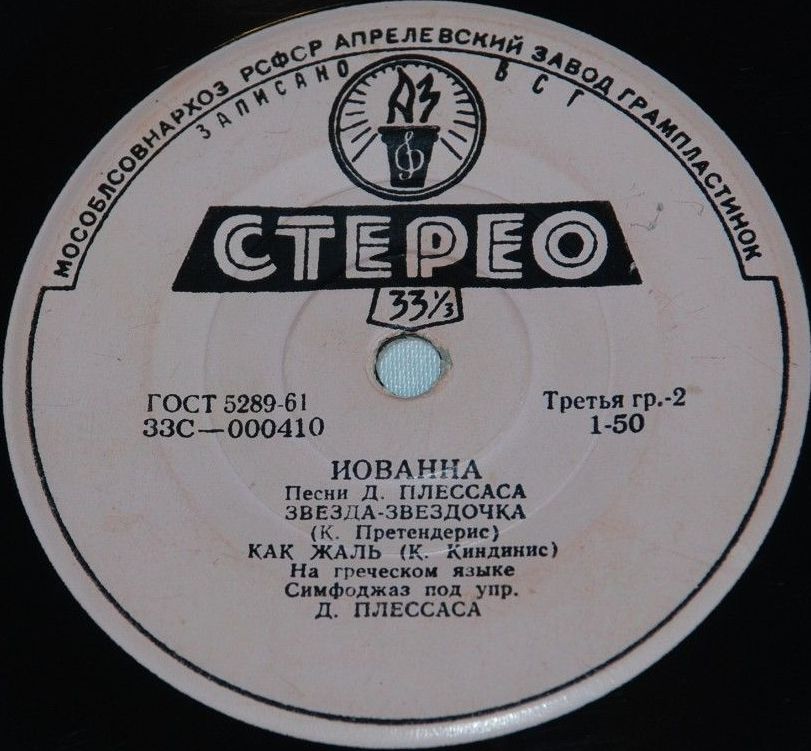 МОСОБЛСОВНАРХОЗ РСФСР АПРЕЛЕВСКИЙ ЗАВОД ГРАМПЛАСТИНОК
ЗАПИСАНО ВСГ
АЗ
СТЕРЕО
33⅓
ГОСТ 5289-61
33С—000410
Третья гр.-2
1-50
ИОВАННА
Песни Д. ПЛЕССАСА
ЗВЕЗДА-ЗВЕЗДОЧКА
(К. Претендерис)
КАК ЖАЛЬ (К. Киндинис)
На греческом языке
Симфоджаз под упр.
Д. ПЛЕССАСА